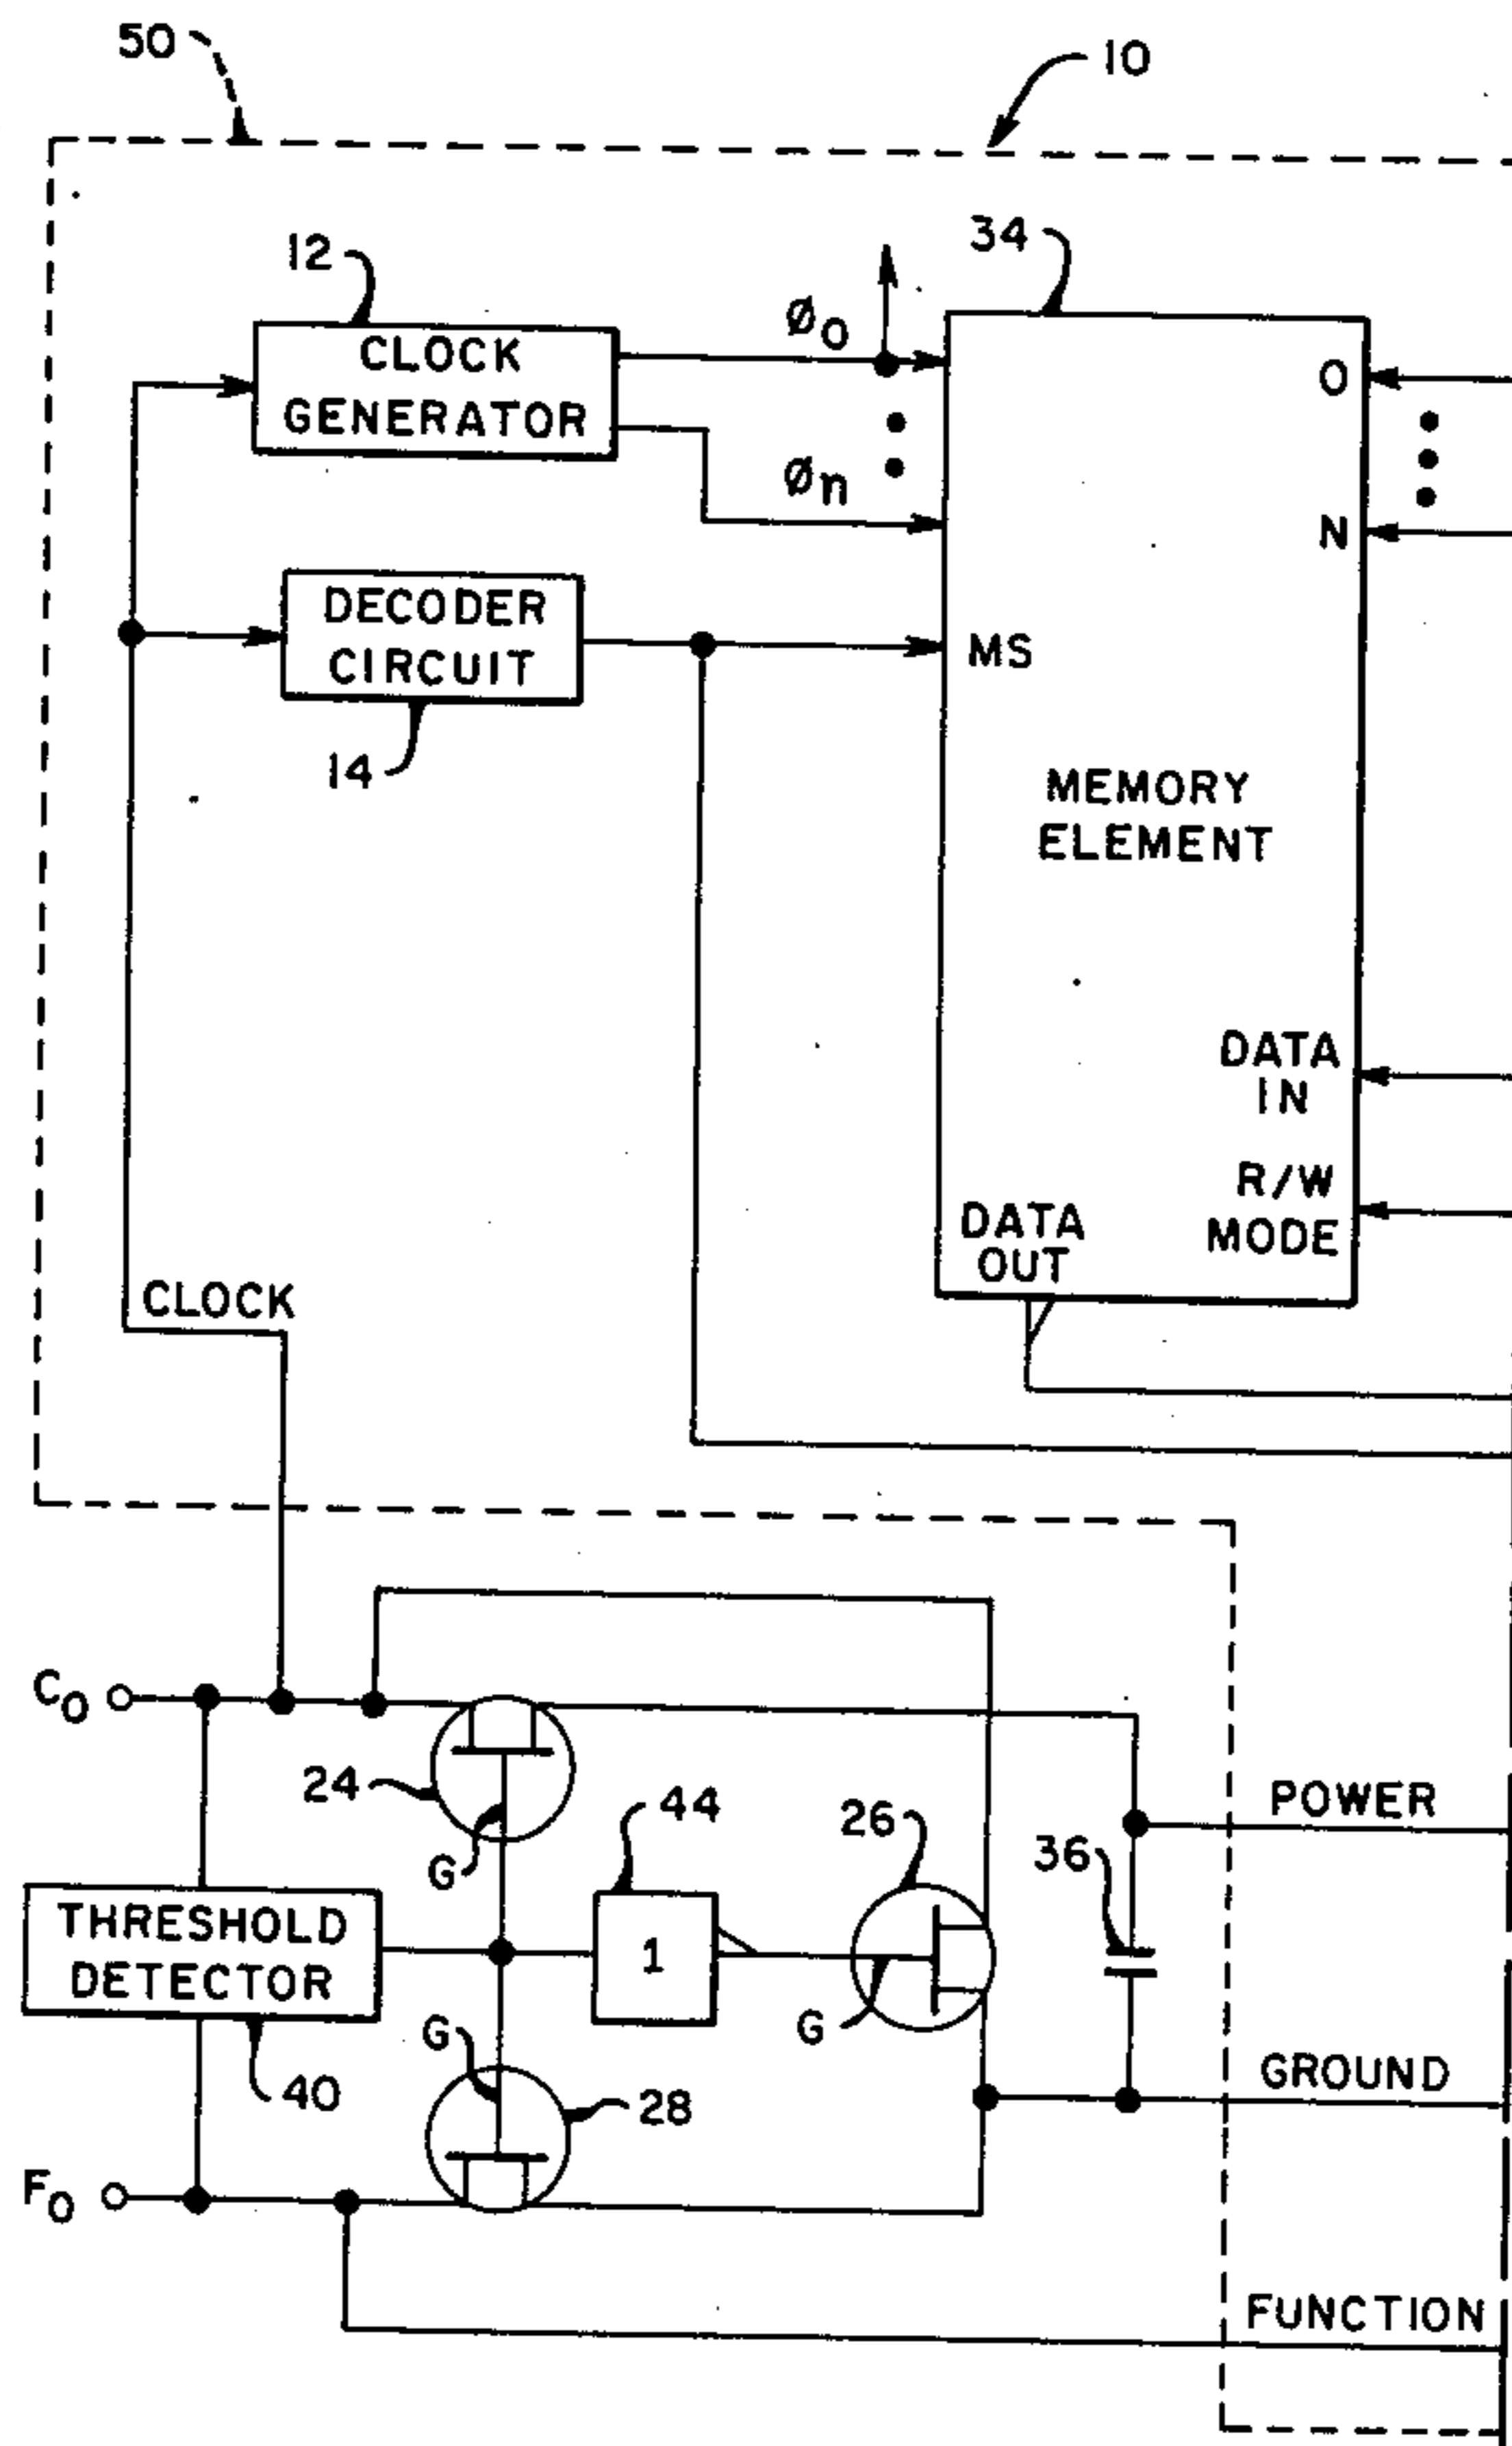 50
10
12
34
CLOCK
GENERATOR
Ø0
Øn
O
N
DECODER
CIRCUIT
MS
14
MEMORY
ELEMENT
DATA
IN
R/W
MODE
DATA
OUT
CLOCK
C0
24
G
44
26
36
POWER
THRESHOLD
DETECTOR
1
G
G
40
28
GROUND
F0
FUNCTION